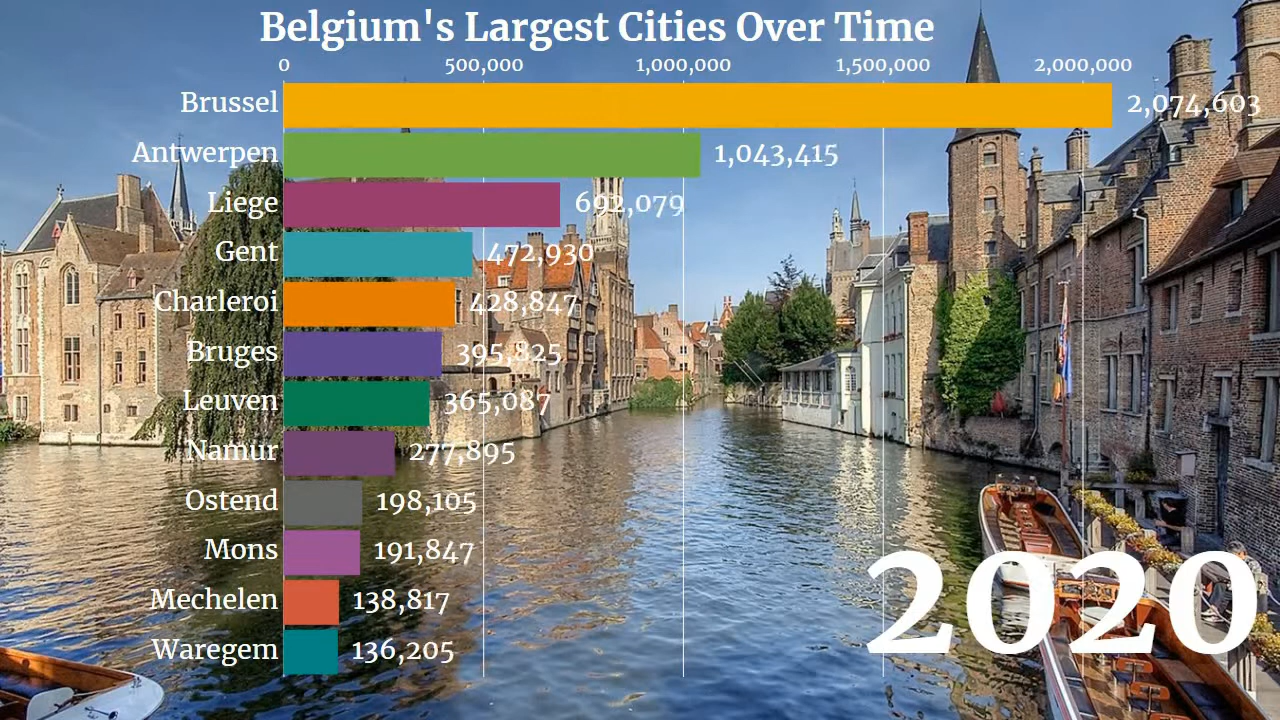 Belgium's Largest Cities Over Time
0 500,000 1,000,000 1,500,000 2,000,000
Brussel 2,074,603
Antwerpen 1,043,415
Liege 692,079
Gent 472,930
Charleroi 428,847
Bruges 395,825
Leuven 365,087
Namur 277,895
Ostend 198,105
Mons 191,847
Mechelen 138,817
Waregem 136,205
2020